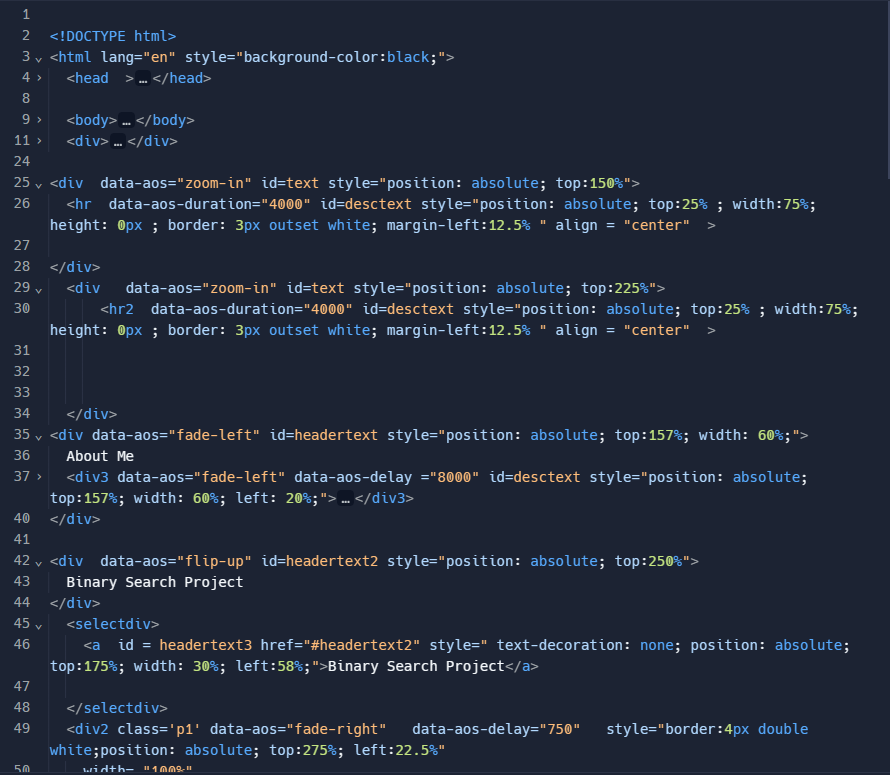 1
2 <!DOCTYPE html>
3 <html lang="en" style="background-color:black;">
4 <head  >…</head>
8
9 <body>…</body>
11 <div>…</div>
24
25 <div  data-aos="zoom-in" id=text style="position: absolute; top:150%">
26 <hr  data-aos-duration="4000" id=desctext style="position: absolute; top:25% ; width:75%;
height: 0px ; border: 3px outset white; margin-left:12.5% " align = "center"  >
27
28 </div>
29 <div   data-aos="zoom-in" id=text style="position: absolute; top:225%">
30 <hr2  data-aos-duration="4000" id=desctext style="position: absolute; top:25% ; width:75%;
height: 0px ; border: 3px outset white; margin-left:12.5% " align = "center"  >
31
32
33
34 </div>
35 <div data-aos="fade-left" id=headertext style="position: absolute; top:157%; width: 60%;">
36 About Me
37 <div3 data-aos="fade-left" data-aos-delay ="8000" id=desctext style="position: absolute;
top:157%; width: 60%; left: 20%;">…</div3>
40 </div>
41
42 <div  data-aos="flip-up" id=headertext2 style="position: absolute; top:250%">
43 Binary Search Project
44 </div>
45 <selectdiv>
46 <a  id = headertext3 href="#headertext2" style=" text-decoration: none; position: absolute;
top:175%; width: 30%; left:58%;">Binary Search Project</a>
47
48 </selectdiv>
49 <div2 class='p1' data-aos="fade-right"   data-aos-delay="750"   style="border:4px double
white;position: absolute; top:275%; left:22.5%"
50 width= "100%"